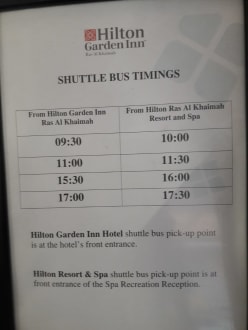 Hilton
Garden Inn™
Ras Al Khaimah
SHUTTLE BUS TIMINGS
From Hilton Garden Inn
Ras Al Khaimah
From Hilton Ras Al Khaimah
Resort and Spa
09:30 10:00
11:00 11:30
15:30 16:00
17:00 17:30
Hilton Garden Inn Hotel shuttle bus pick-up point
is at the hotel's front entrance.
Hilton Resort & Spa shuttle bus pick-up point is at
front entrance of the Spa Recreation Reception.